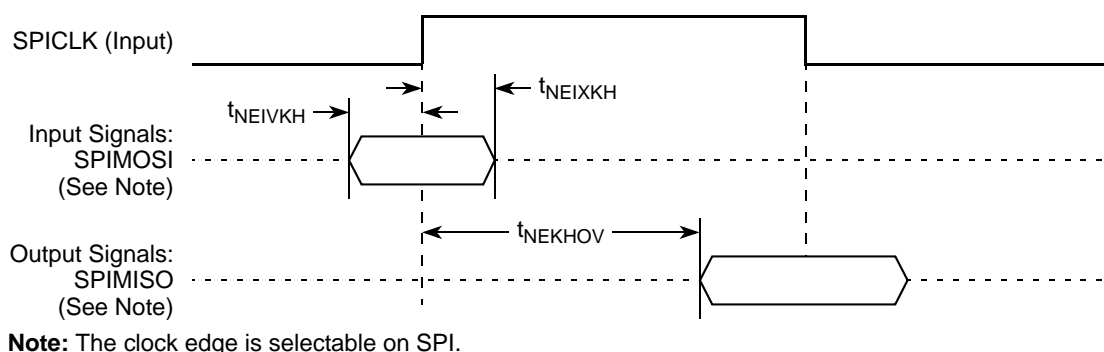 SPICLK (Input)
tNEIXKH
tNEIVKH
Input Signals:
SPIMOSI
(See Note)
tNEKHOV
Output Signals:
SPIMISO
(See Note)
Note: The clock edge is selectable on SPI.